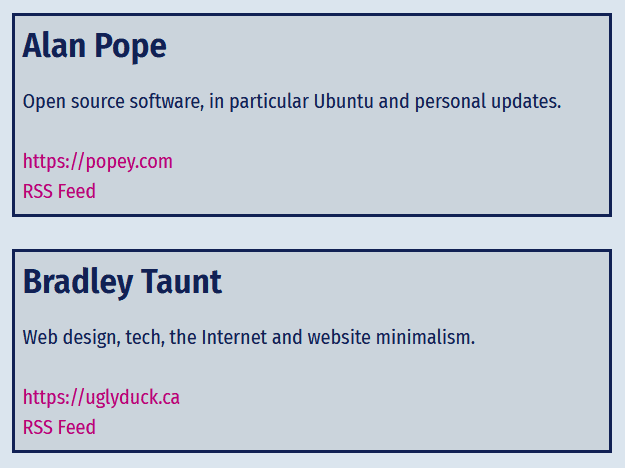 Alan Pope
Open source software, in particular Ubuntu and personal updates.
https://popey.com
RSS Feed
Bradley Taunt
Web design, tech, the Internet and website minimalism.
https://uglyduck.ca
RSS Feed